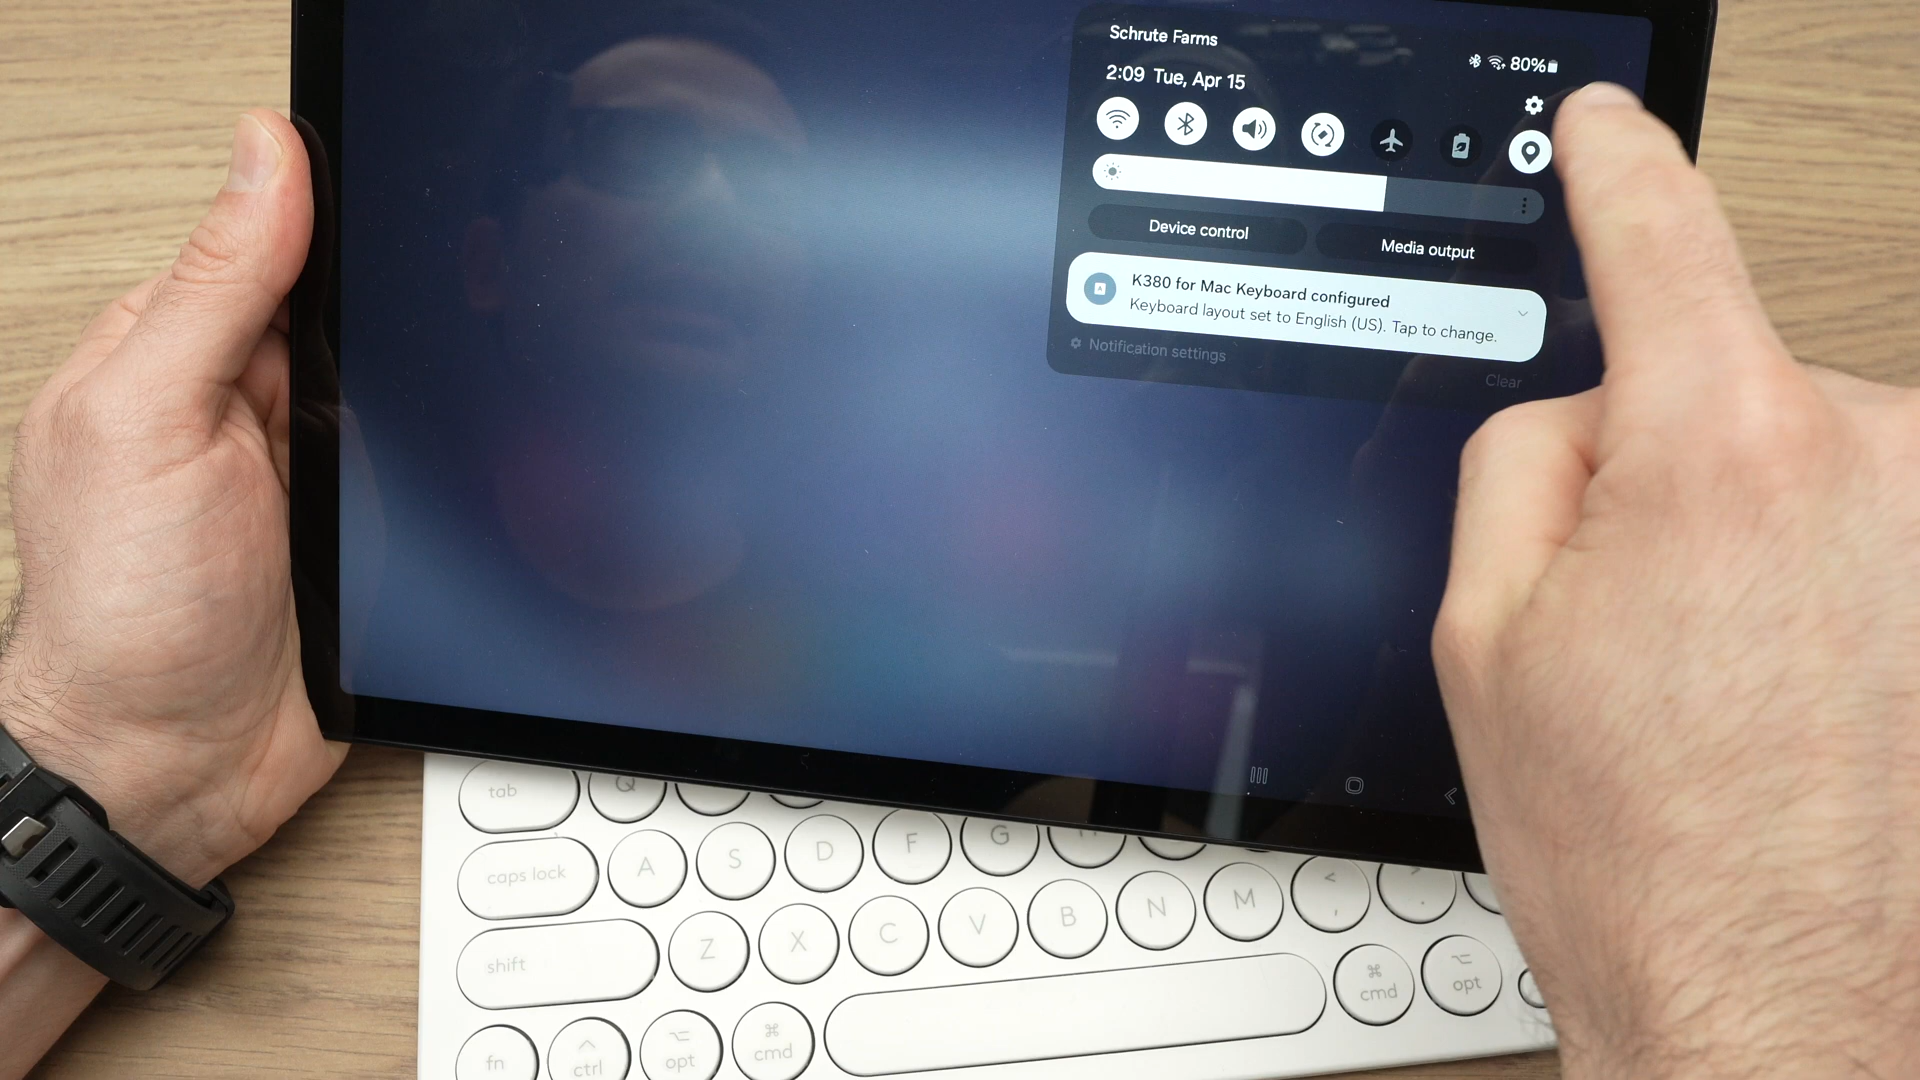 Schrute Farms
80%
2:09 Tue, Apr 15
Device control
Media output
K380 for Mac Keyboard configured
Keyboard layout set to English (US). Tap to change.
Notification settings
Clear
tab Q
caps lock A S D F G
shift Z X C V B N M < , > .
fn ctrl opt cmd cmd opt